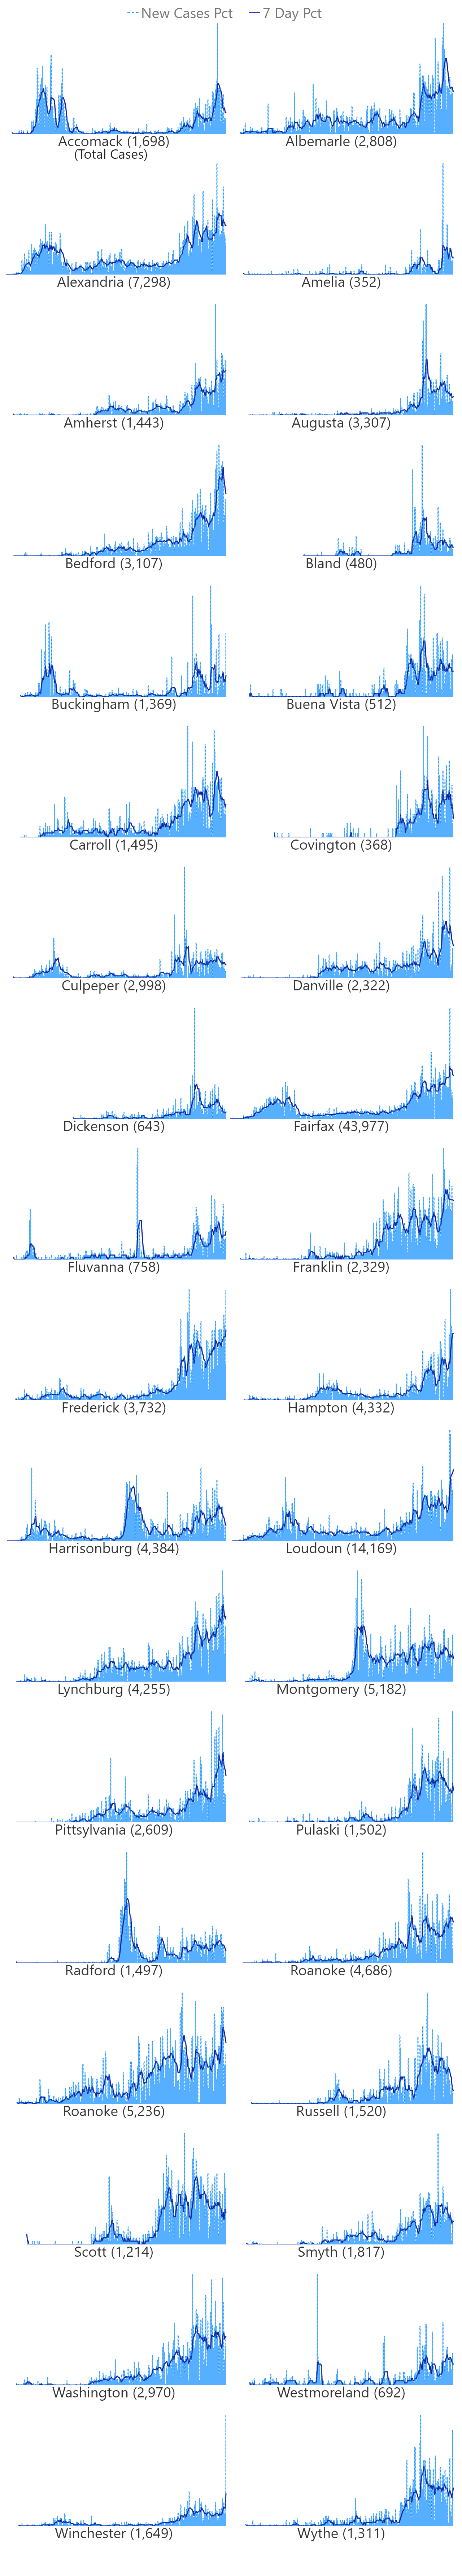 New Cases Pct 7 Day Pct
Accomack (1,698)
(Total Cases)
Albemarle (2,808)
Alexandria (7,298)
Amelia (352)
Amherst (1,443)
Augusta (3,307)
Bedford (3,107)
Bland (480)
Buckingham (1,369)
Buena Vista (512)
Carroll (1,495)
Covington (368)
Culpeper (2,998)
Danville (2,322)
Dickenson (643)
Fairfax (43,977)
Fluvanna (758)
Franklin (2,329)
Frederick (3,732)
Hampton (4,332)
Harrisonburg (4,384)
Loudoun (14,169)
Lynchburg (4,255)
Montgomery (5,182)
Pittsylvania (2,609)
Pulaski (1,502)
Radford (1,497)
Roanoke (4,686)
Roanoke (5,236)
Russell (1,520)
Scott (1,214)
Smyth (1,817)
Washington (2,970)
Westmoreland (692)
Winchester (1,649)
Wythe (1,311)